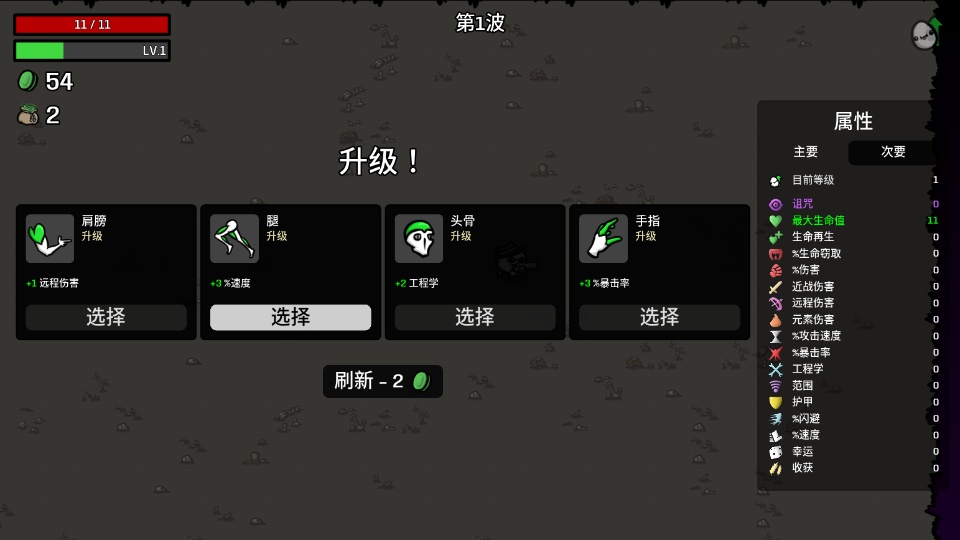 11 / 11
第1波
LV.1
54
2
升级！
肩膀
升级
+1 远程伤害
选择
腿
升级
+3 %速度
选择
头骨
升级
+2 工程学
选择
手指
升级
+3 %暴击率
选择
刷新 - 2
属性
主要 次要
目前等级 1
诅咒 0
最大生命值 11
生命再生 0
%生命窃取 0
%伤害 0
近战伤害 0
远程伤害 0
元素伤害 0
%攻击速度 0
%暴击率 0
工程学 0
范围 0
护甲 0
%闪避 0
%速度 0
幸运 0
收获 0